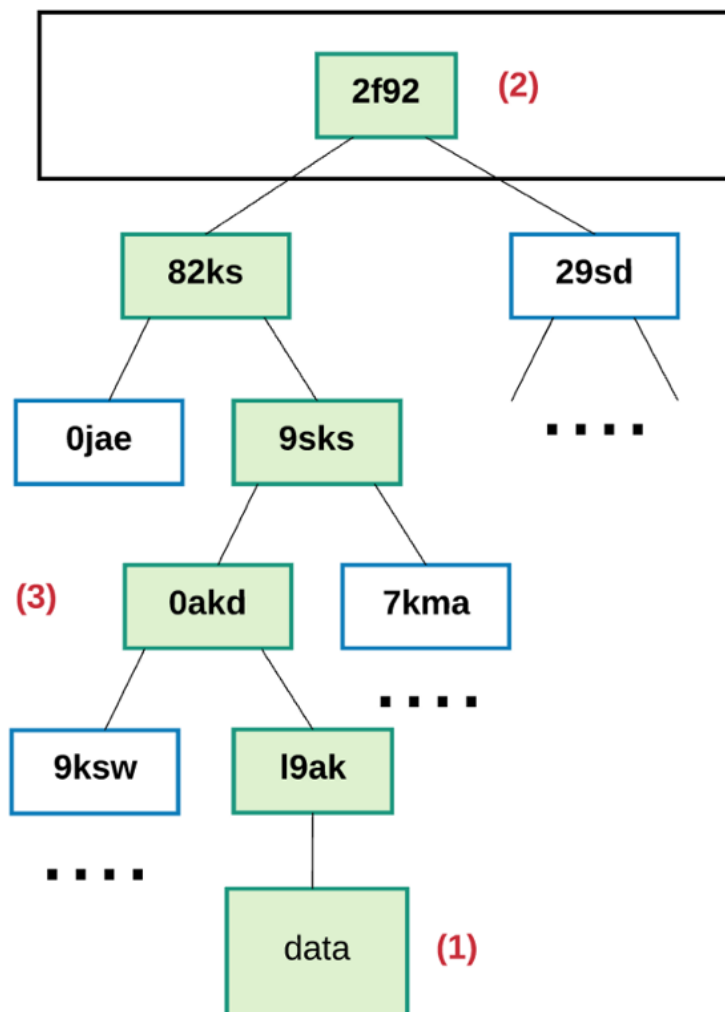 2f92 (2)
82ks 29sd
0jae 9sks
....
(3) 0akd 7kma
....
9ksw l9ak
....
data (1)